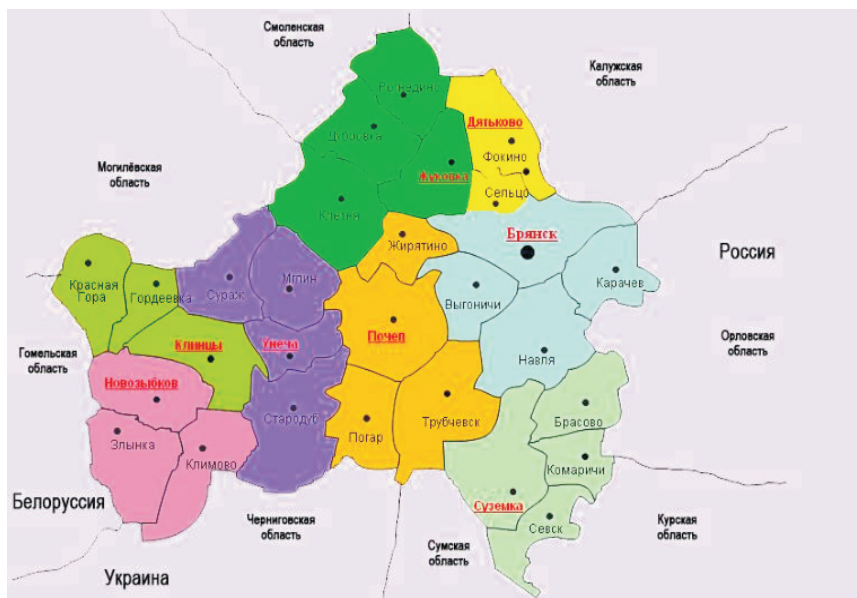 Смоленская
область
Калужская
область
Рогнедино
Дятьково
Дубровка
Фокино
Могилёвская
область
Жуковка
Сельцо
Клетня
Брянск
Жирятино
Россия
Красная
Гора
Гордеевка
Сураж
Мглин
Выгоничи
Карачев
Гомельская
область
Клинцы
Унеча
Почеп
Орловская
область
Навля
Новозыбков
Злынка
Климово
Стародуб
Погар
Трубчевск
Брасово
Комаричи
Белоруссия
Суземка
Севск
Черниговская
область
Сумская
область
Курская
область
Украина